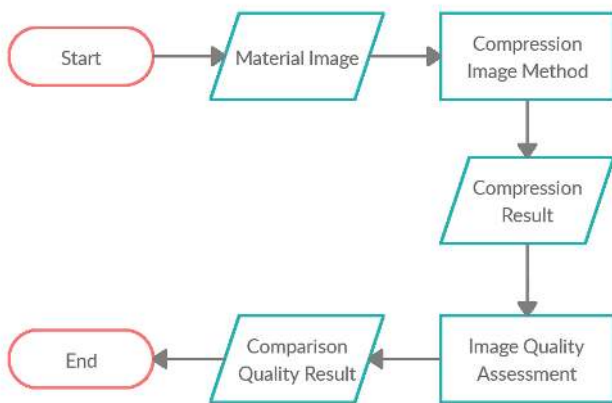 Start
Material Image
Compression
Image Method
Compression
Result
Image Quality
Assessment
Comparison
Quality Result
End